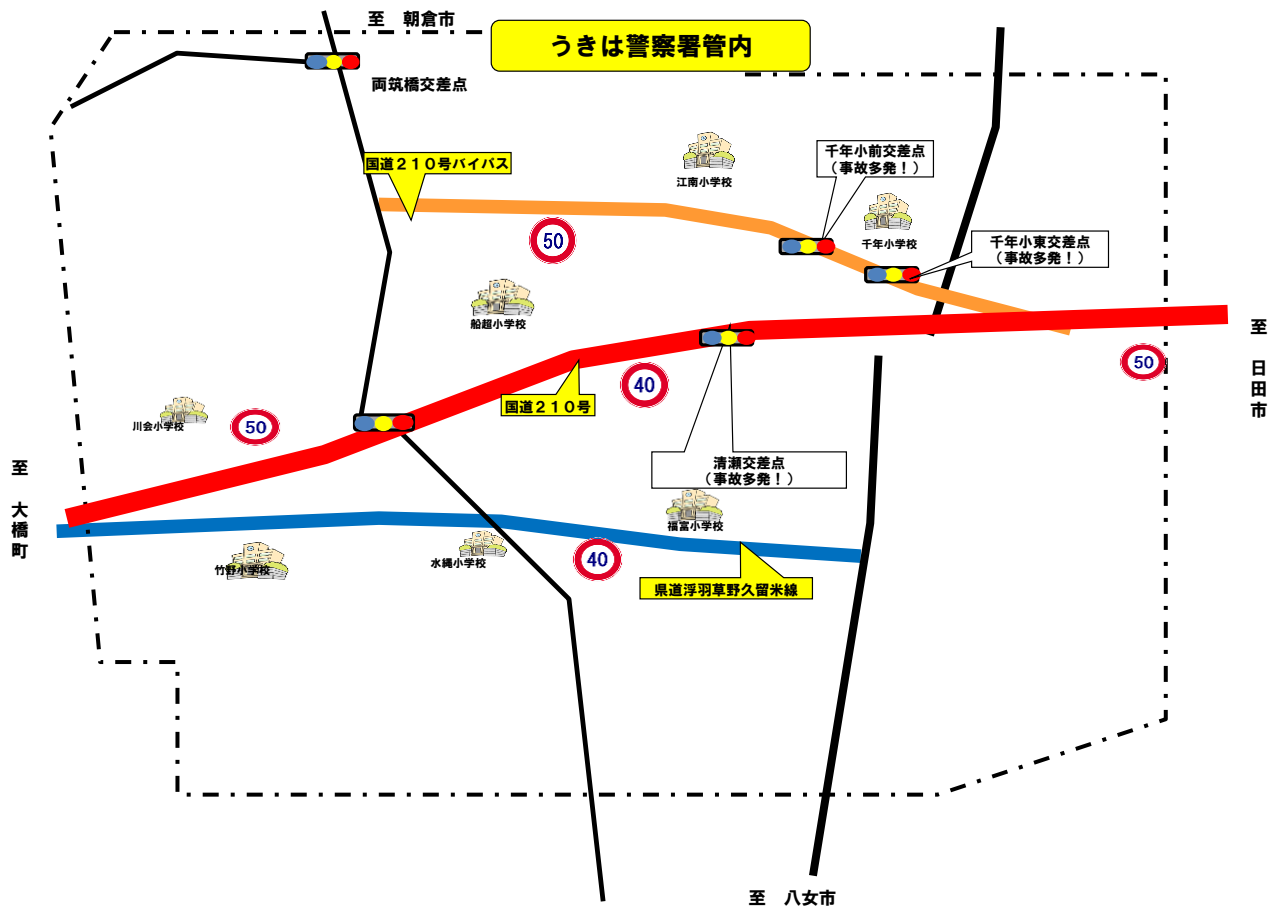 至　朝倉市
うきは警察署管内
両筑橋交差点
国道２１０号バイパス
江南小学校
千年小前交差点
（事故多発！）
千年小学校
千年小東交差点
（事故多発！）
50
船超小学校
至　日田市
50
40
国道２１０号
川会小学校
50
清瀬交差点
（事故多発！）
至　大橋町
福富小学校
水縄小学校
竹野小学校
40
県道浮羽草野久留米線
至　八女市